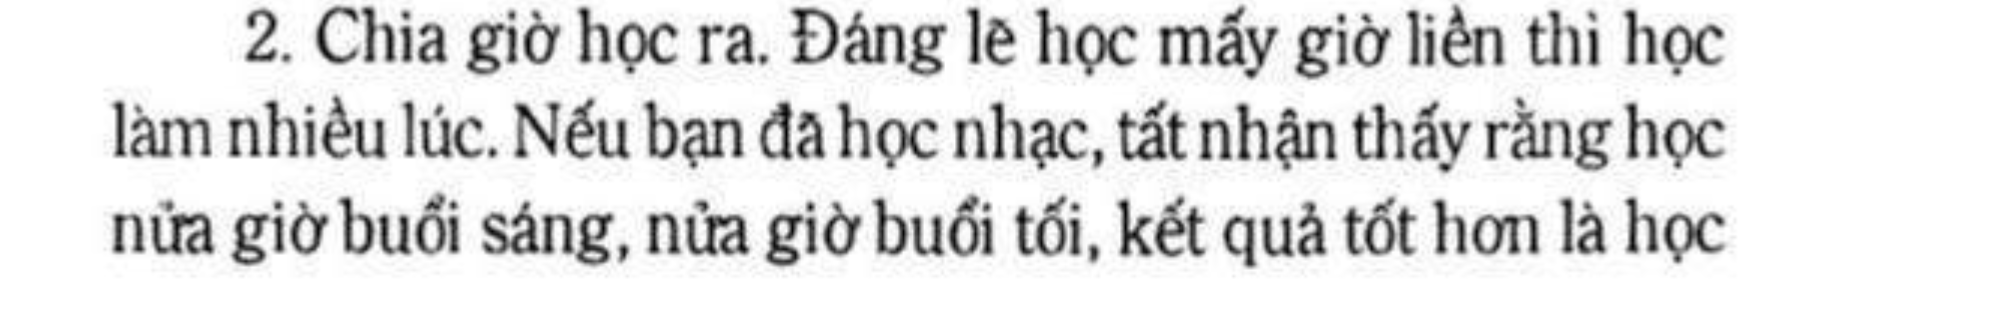 2. Chia giờ học ra. Đáng lẽ học mấy giờ liền thì học
làm nhiều lúc. Nếu bạn đã học nhạc, tất nhận thấy rằng học
nửa giờ buổi sáng, nửa giờ buổi tối, kết quả tốt hơn là học